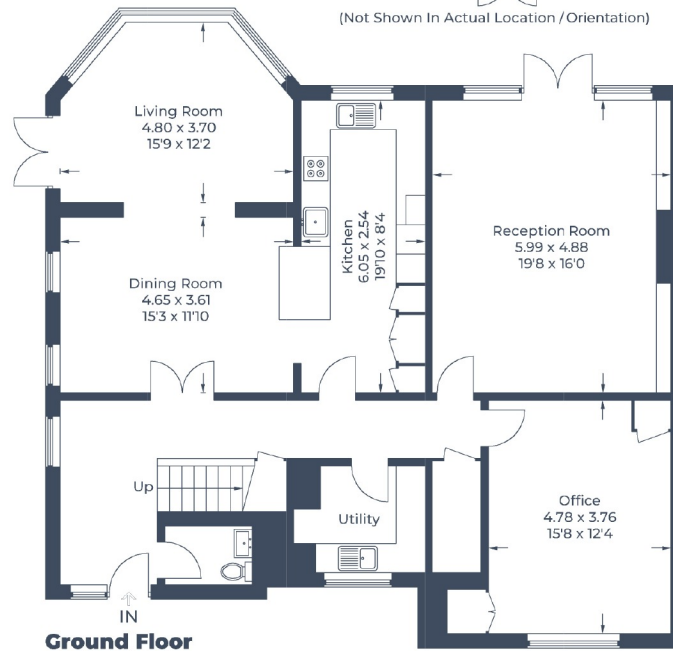 (Not Shown In Actual Location / Orientation)
Living Room
4.80 x 3.70
15'9 x 12'2
Kitchen
6.05 x 2.54
19'10 x 8'4
Reception Room
5.99 x 4.88
19'8 x 16'0
Dining Room
4.65 x 3.61
15'3 x 11'10
Up
Utility
Office
4.78 x 3.76
15'8 x 12'4
IN
Ground Floor